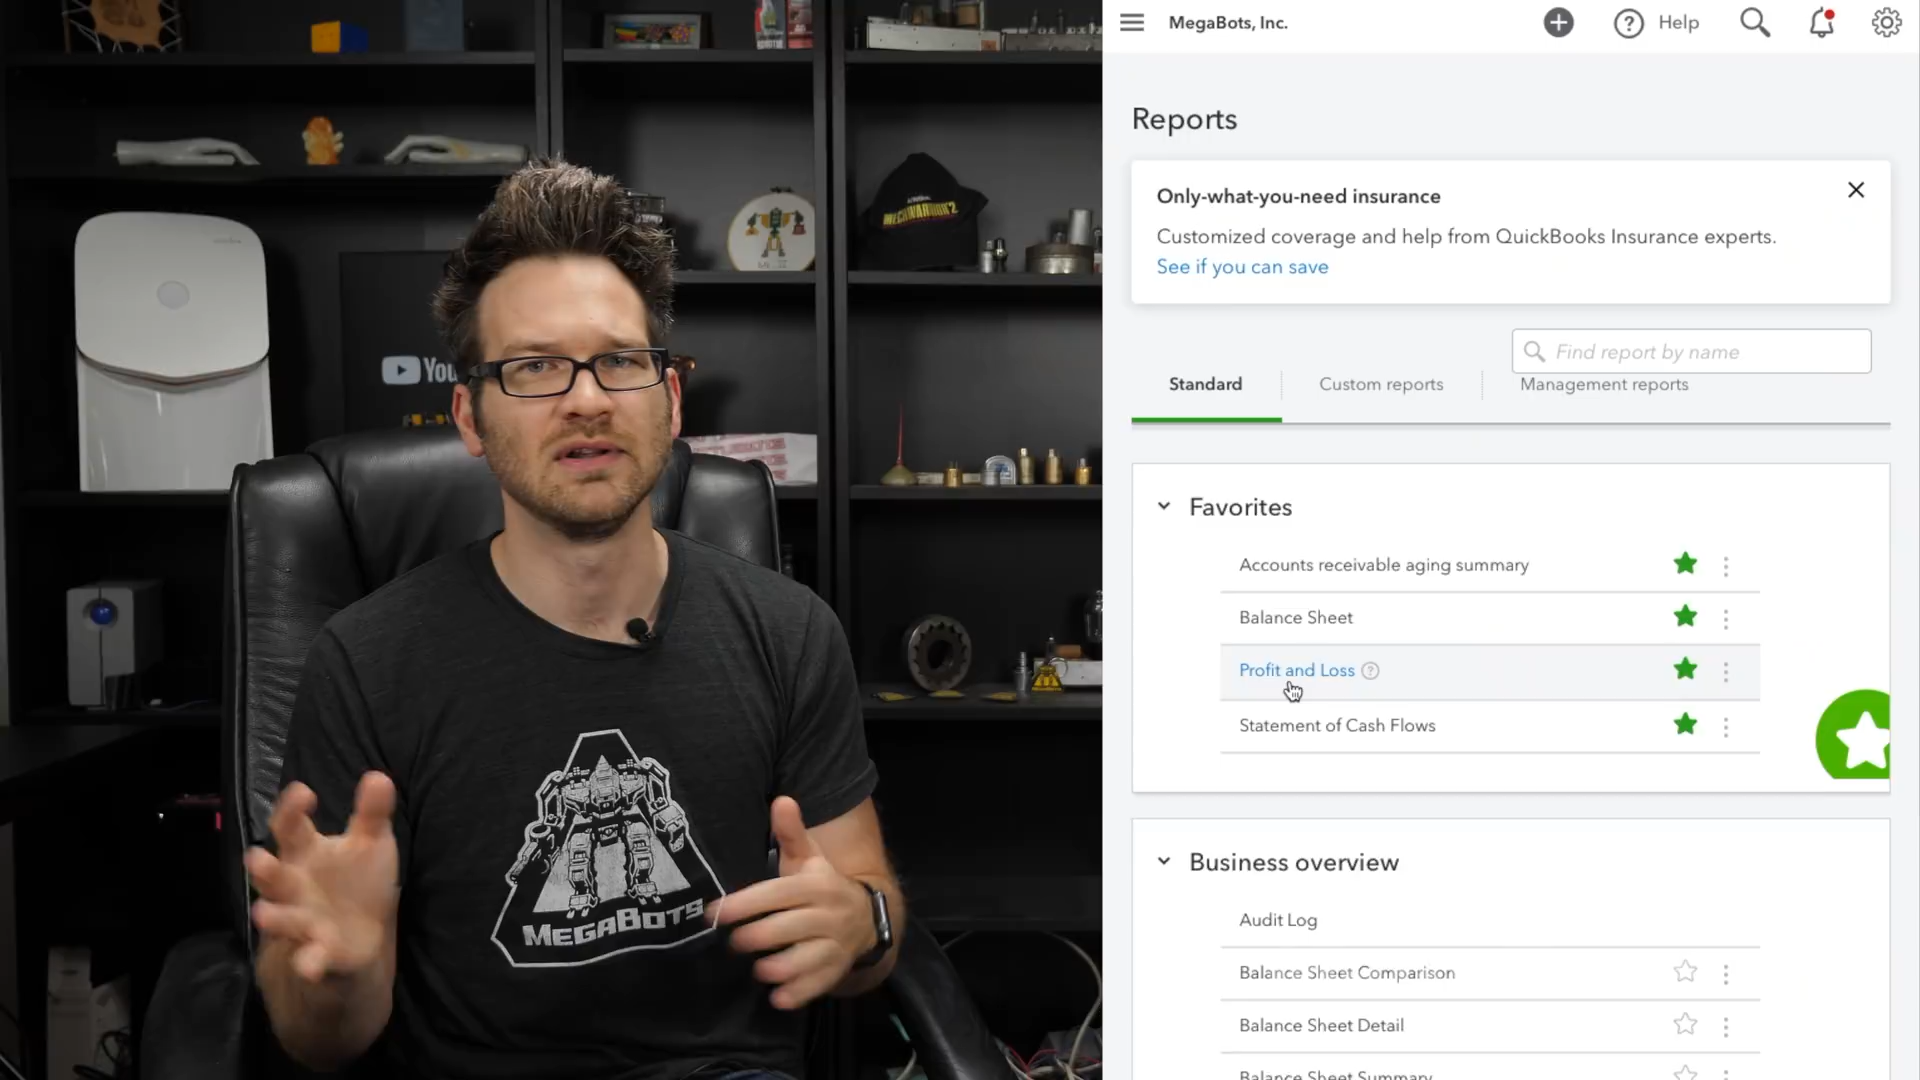 MegaBots, Inc.
Help
Reports
Only-what-you-need insurance
Customized coverage and help from QuickBooks Insurance experts.
See if you can save
Find report by name
Standard
Custom reports
Management reports
Favorites
Accounts receivable aging summary
Balance Sheet
Profit and Loss
Statement of Cash Flows
Business overview
Audit Log
Balance Sheet Comparison
Balance Sheet Detail
Balance Sheet Summary
You
MECHWARRIOR 2
MEGABOTS